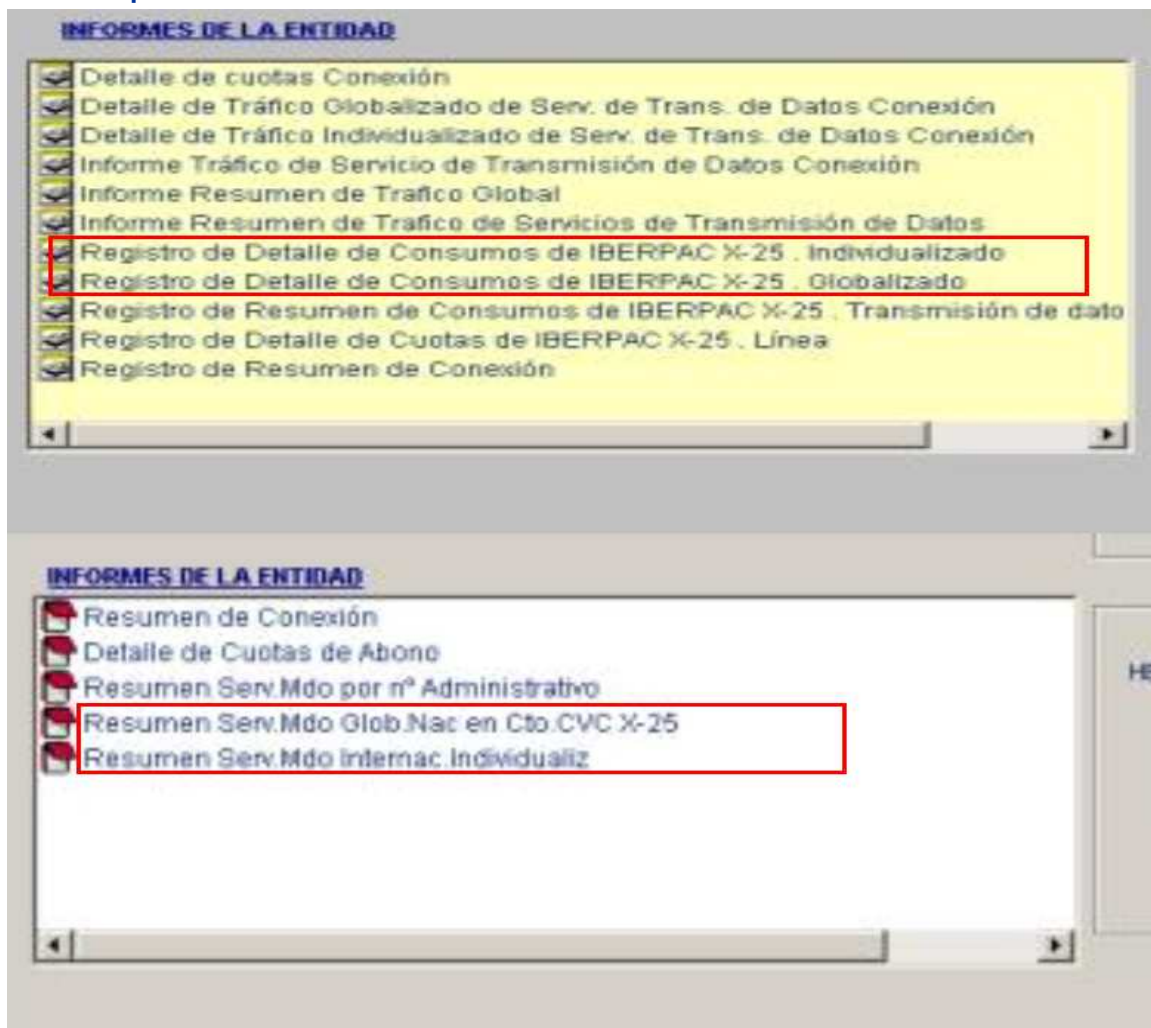 INFORMES DE LA ENTIDAD
Detalle de cuotas Conexión
Detalle de Tráfico Globalizado de Serv. de Trans. de Datos Conexión
Detalle de Tráfico Individualizado de Serv. de Trans. de Datos Conexión
Informe Tráfico de Servicio de Transmisión de Datos Conexión
Informe Resumen de Trafico Global
Informe Resumen de Trafico de Servicios de Transmisión de Datos
Registro de Detalle de Consumos de IBERPAC X-25 . Individualizado
Registro de Detalle de Consumos de IBERPAC X-25 . Globalizado
Registro de Resumen de Consumos de IBERPAC X-25 . Transmisión de dato
Registro de Detalle de Cuotas de IBERPAC X-25 . Línea
Registro de Resumen de Conexión
INFORMES DE LA ENTIDAD
Resumen de Conexión
Detalle de Cuotas de Abono
Resumen Serv.Mdo por nº Administrativo
Resumen Serv.Mdo Glob.Nac en Cto.CVC X-25
Resumen Serv.Mdo Internac.Individualiz